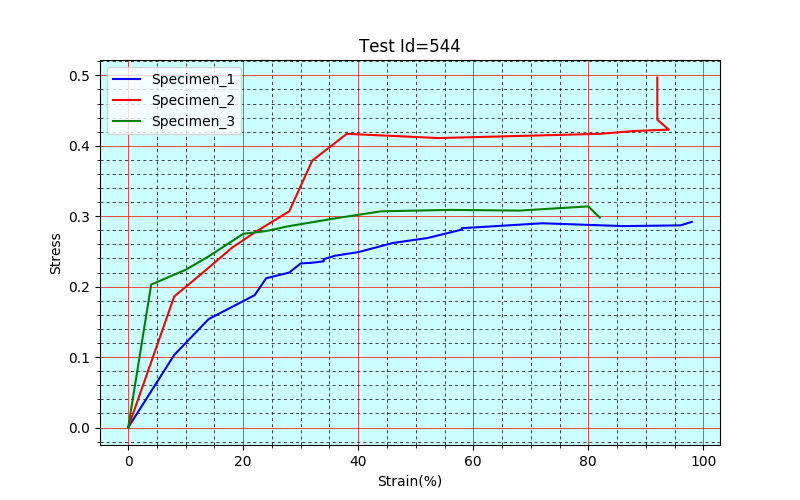 Test Id=544
Specimen_1
Specimen_2
Specimen_3
0.5
0.4
0.3
0.2
0.1
0.0
Stress
0 20 40 60 80 100
Strain(%)